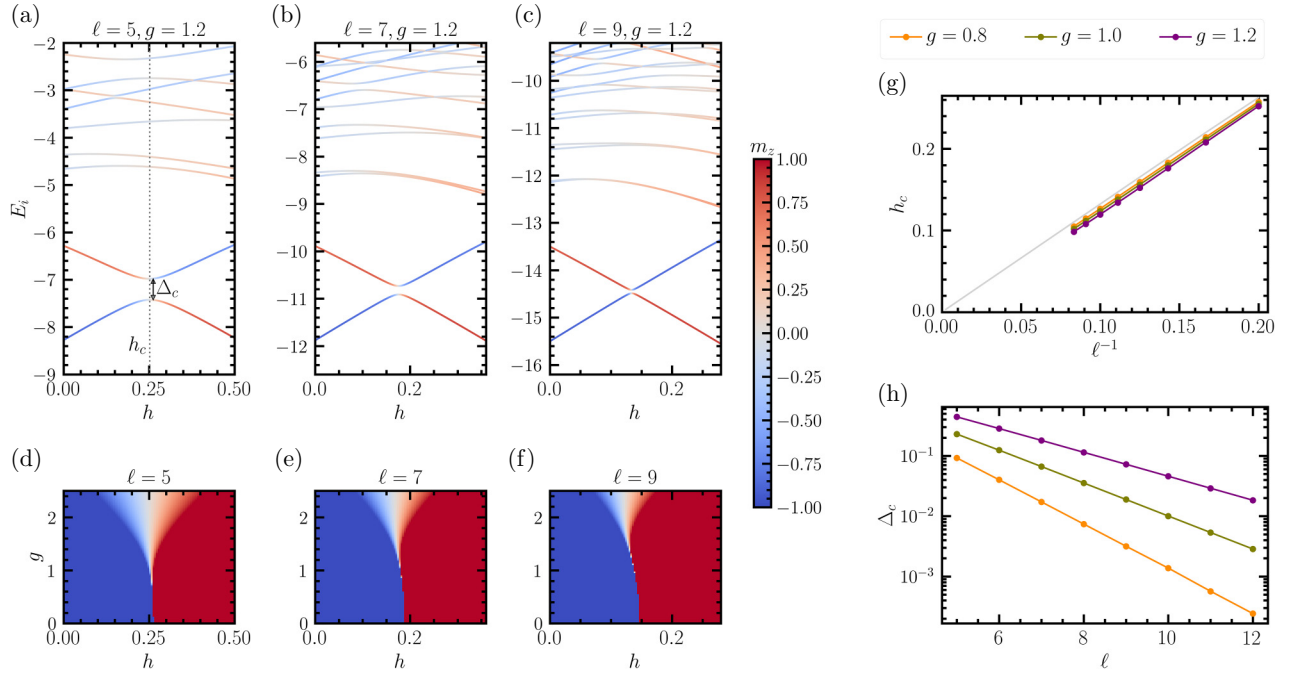 (a) ℓ = 5, g = 1.2
−2
−3
−4
−5
−6
−7
−8
−9
E_i
Δ_c
h_c
0.00 0.25 0.50
h
(b) ℓ = 7, g = 1.2
−6
−7
−8
−9
−10
−11
−12
0.0 0.2
h
(c) ℓ = 9, g = 1.2
−10
−11
−12
−13
−14
−15
−16
0.0 0.2
h
m_z
1.00
0.75
0.50
0.25
0.00
−0.25
−0.50
−0.75
−1.00
(d) ℓ = 5
2
1
0
g
0.00 0.25 0.50
h
(e) ℓ = 7
2
1
0
0.0 0.2
h
(f) ℓ = 9
2
1
0
0.0 0.2
h
g = 0.8 g = 1.0 g = 1.2
(g)
0.2
0.1
0.0
h_c
0.00 0.05 0.10 0.15 0.20
ℓ⁻¹
(h)
10⁻¹
10⁻²
10⁻³
Δ_c
6 8 10 12
ℓ